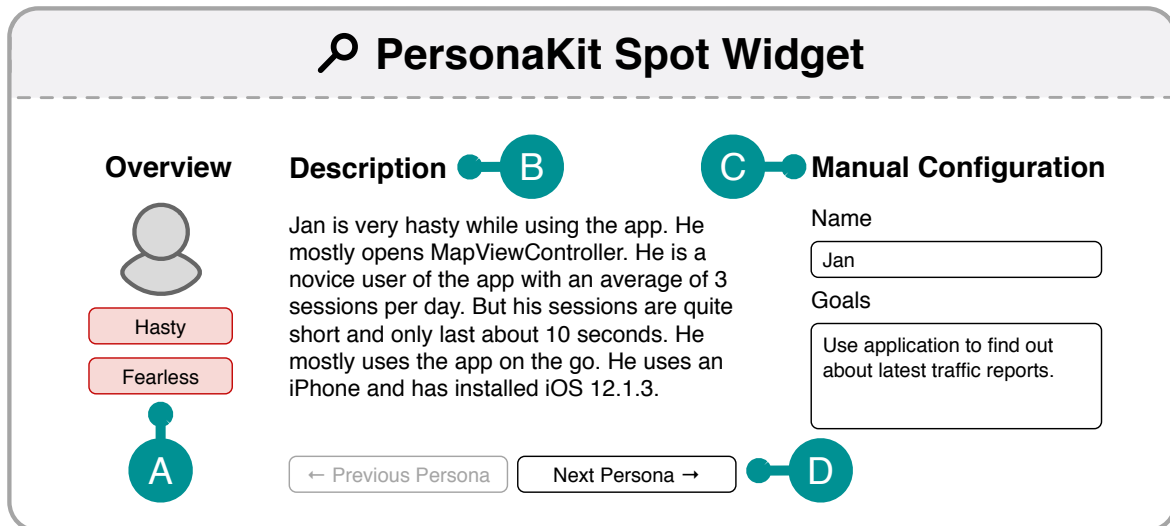 PersonaKit Spot Widget
Overview
Hasty
Fearless
A
Description
B
Jan is very hasty while using the app. He
mostly opens MapViewController. He is a
novice user of the app with an average of 3
sessions per day. But his sessions are quite
short and only last about 10 seconds. He
mostly uses the app on the go. He uses an
iPhone and has installed iOS 12.1.3.
← Previous Persona
Next Persona →
D
C
Manual Configuration
Name
Jan
Goals
Use application to find out
about latest traffic reports.